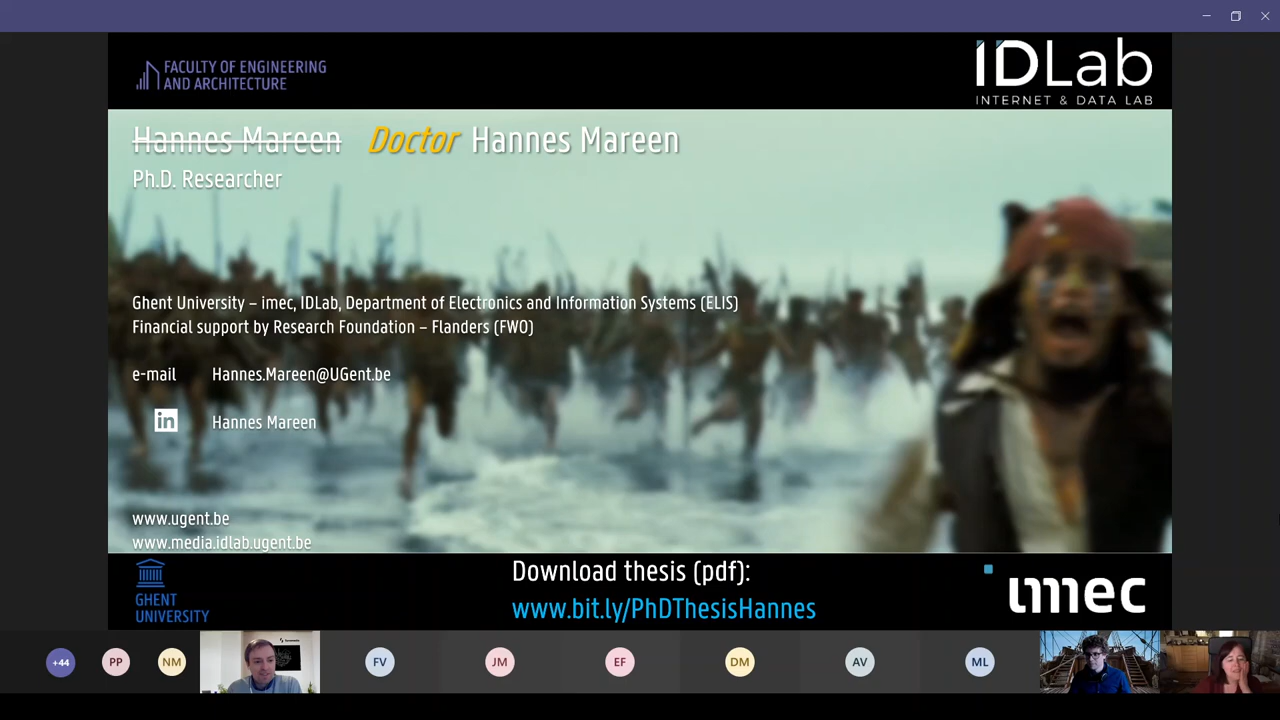 FACULTY OF ENGINEERING
AND ARCHITECTURE
IDLab
INTERNET & DATA LAB
Hannes Mareen Doctor Hannes Mareen
Ph.D. Researcher
Ghent University – imec, IDLab, Department of Electronics and Information Systems (ELIS)
Financial support by Research Foundation – Flanders (FWO)
e-mail Hannes.Mareen@UGent.be
in Hannes Mareen
www.ugent.be
www.media.idlab.ugent.be
GHENT
UNIVERSITY
Download thesis (pdf):
www.bit.ly/PhDThesisHannes
imec
+44 PP NM FV JM EF DM AV ML